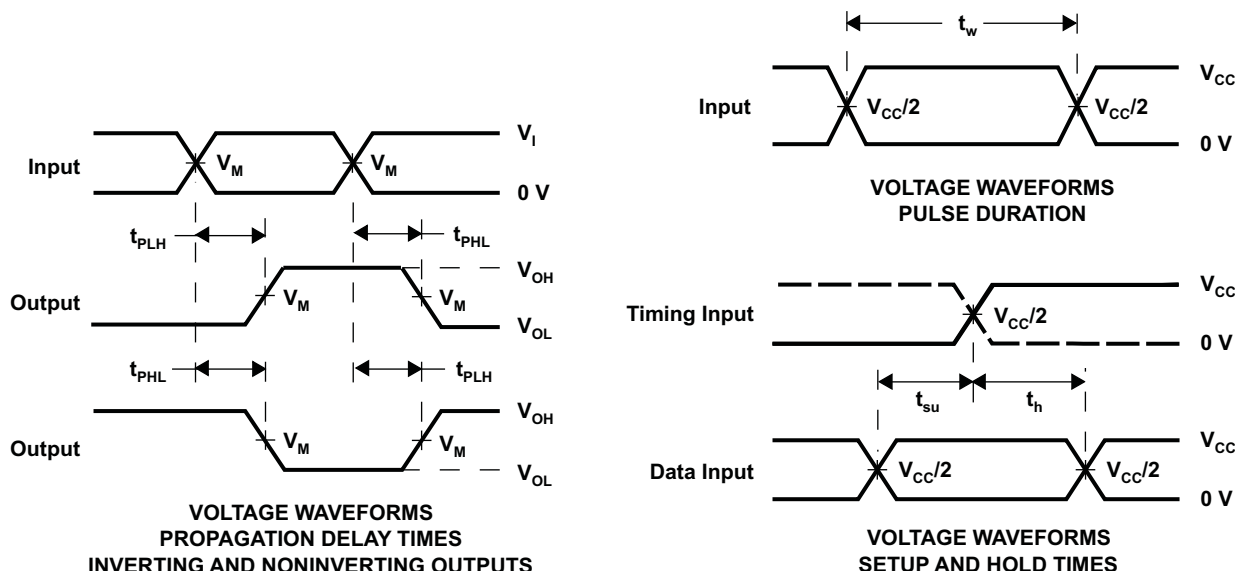 Input
V_M
V_M
V_I
0 V
t_PLH
t_PHL
Output
V_M
V_M
V_OH
V_OL
t_PHL
t_PLH
Output
V_M
V_M
V_OH
V_OL
VOLTAGE WAVEFORMS
PROPAGATION DELAY TIMES
INVERTING AND NONINVERTING OUTPUTS
t_w
Input
V_CC/2
V_CC/2
V_CC
0 V
VOLTAGE WAVEFORMS
PULSE DURATION
Timing Input
V_CC/2
V_CC
0 V
t_su
t_h
Data Input
V_CC/2
V_CC/2
V_CC
0 V
VOLTAGE WAVEFORMS
SETUP AND HOLD TIMES